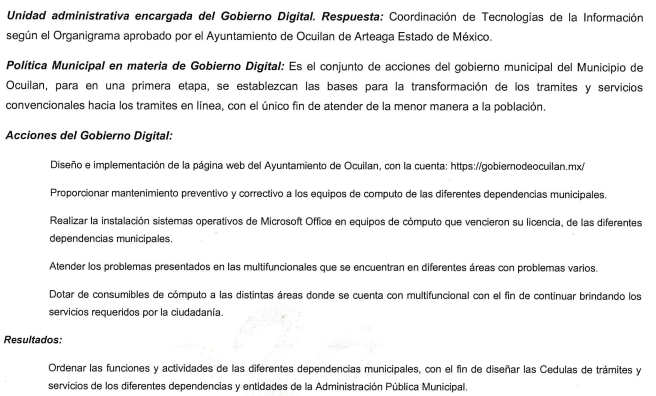 Unidad administrativa encargada del Gobierno Digital. Respuesta: Coordinación de Tecnologías de la Información
según el Organigrama aprobado por el Ayuntamiento de Ocuilan de Arteaga Estado de México.
Política Municipal en materia de Gobierno Digital: Es el conjunto de acciones del gobierno municipal del Municipio de
Ocuilan, para en una primera etapa, se establezcan las bases para la transformación de los tramites y servicios
convencionales hacia los tramites en línea, con el único fin de atender de la menor manera a la población.
Acciones del Gobierno Digital:
Diseño e implementación de la página web del Ayuntamiento de Ocuilan, con la cuenta: https://gobiernodeocuilan.mx/
Proporcionar mantenimiento preventivo y correctivo a los equipos de computo de las diferentes dependencias municipales.
Realizar la instalación sistemas operativos de Microsoft Office en equipos de cómputo que vencieron su licencia, de las diferentes
dependencias municipales.
Atender los problemas presentados en las multifuncionales que se encuentran en diferentes áreas con problemas varios.
Dotar de consumibles de cómputo a las distintas áreas donde se cuenta con multifuncional con el fin de continuar brindando los
servicios requeridos por la ciudadanía.
Resultados:
Ordenar las funciones y actividades de las diferentes dependencias municipales, con el fin de diseñar las Cedulas de trámites y
servicios de los diferentes dependencias y entidades de la Administración Pública Municipal.